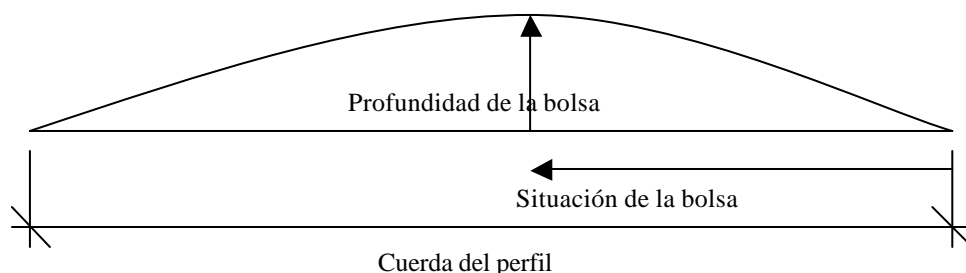 Profundidad de la bolsa
Situación de la bolsa
Cuerda del perfil